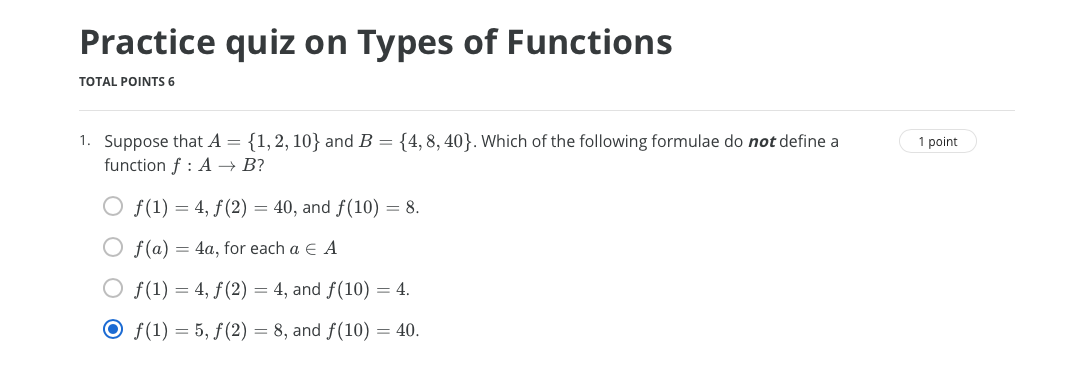 Practice quiz on Types of Functions
TOTAL POINTS 6
1. Suppose that A = {1, 2, 10} and B = {4, 8, 40}. Which of the following formulae do not define a
1 point
function f : A → B?
f(1) = 4, f(2) = 40, and f(10) = 8.
f(a) = 4a, for each a ∈ A
f(1) = 4, f(2) = 4, and f(10) = 4.
f(1) = 5, f(2) = 8, and f(10) = 40.